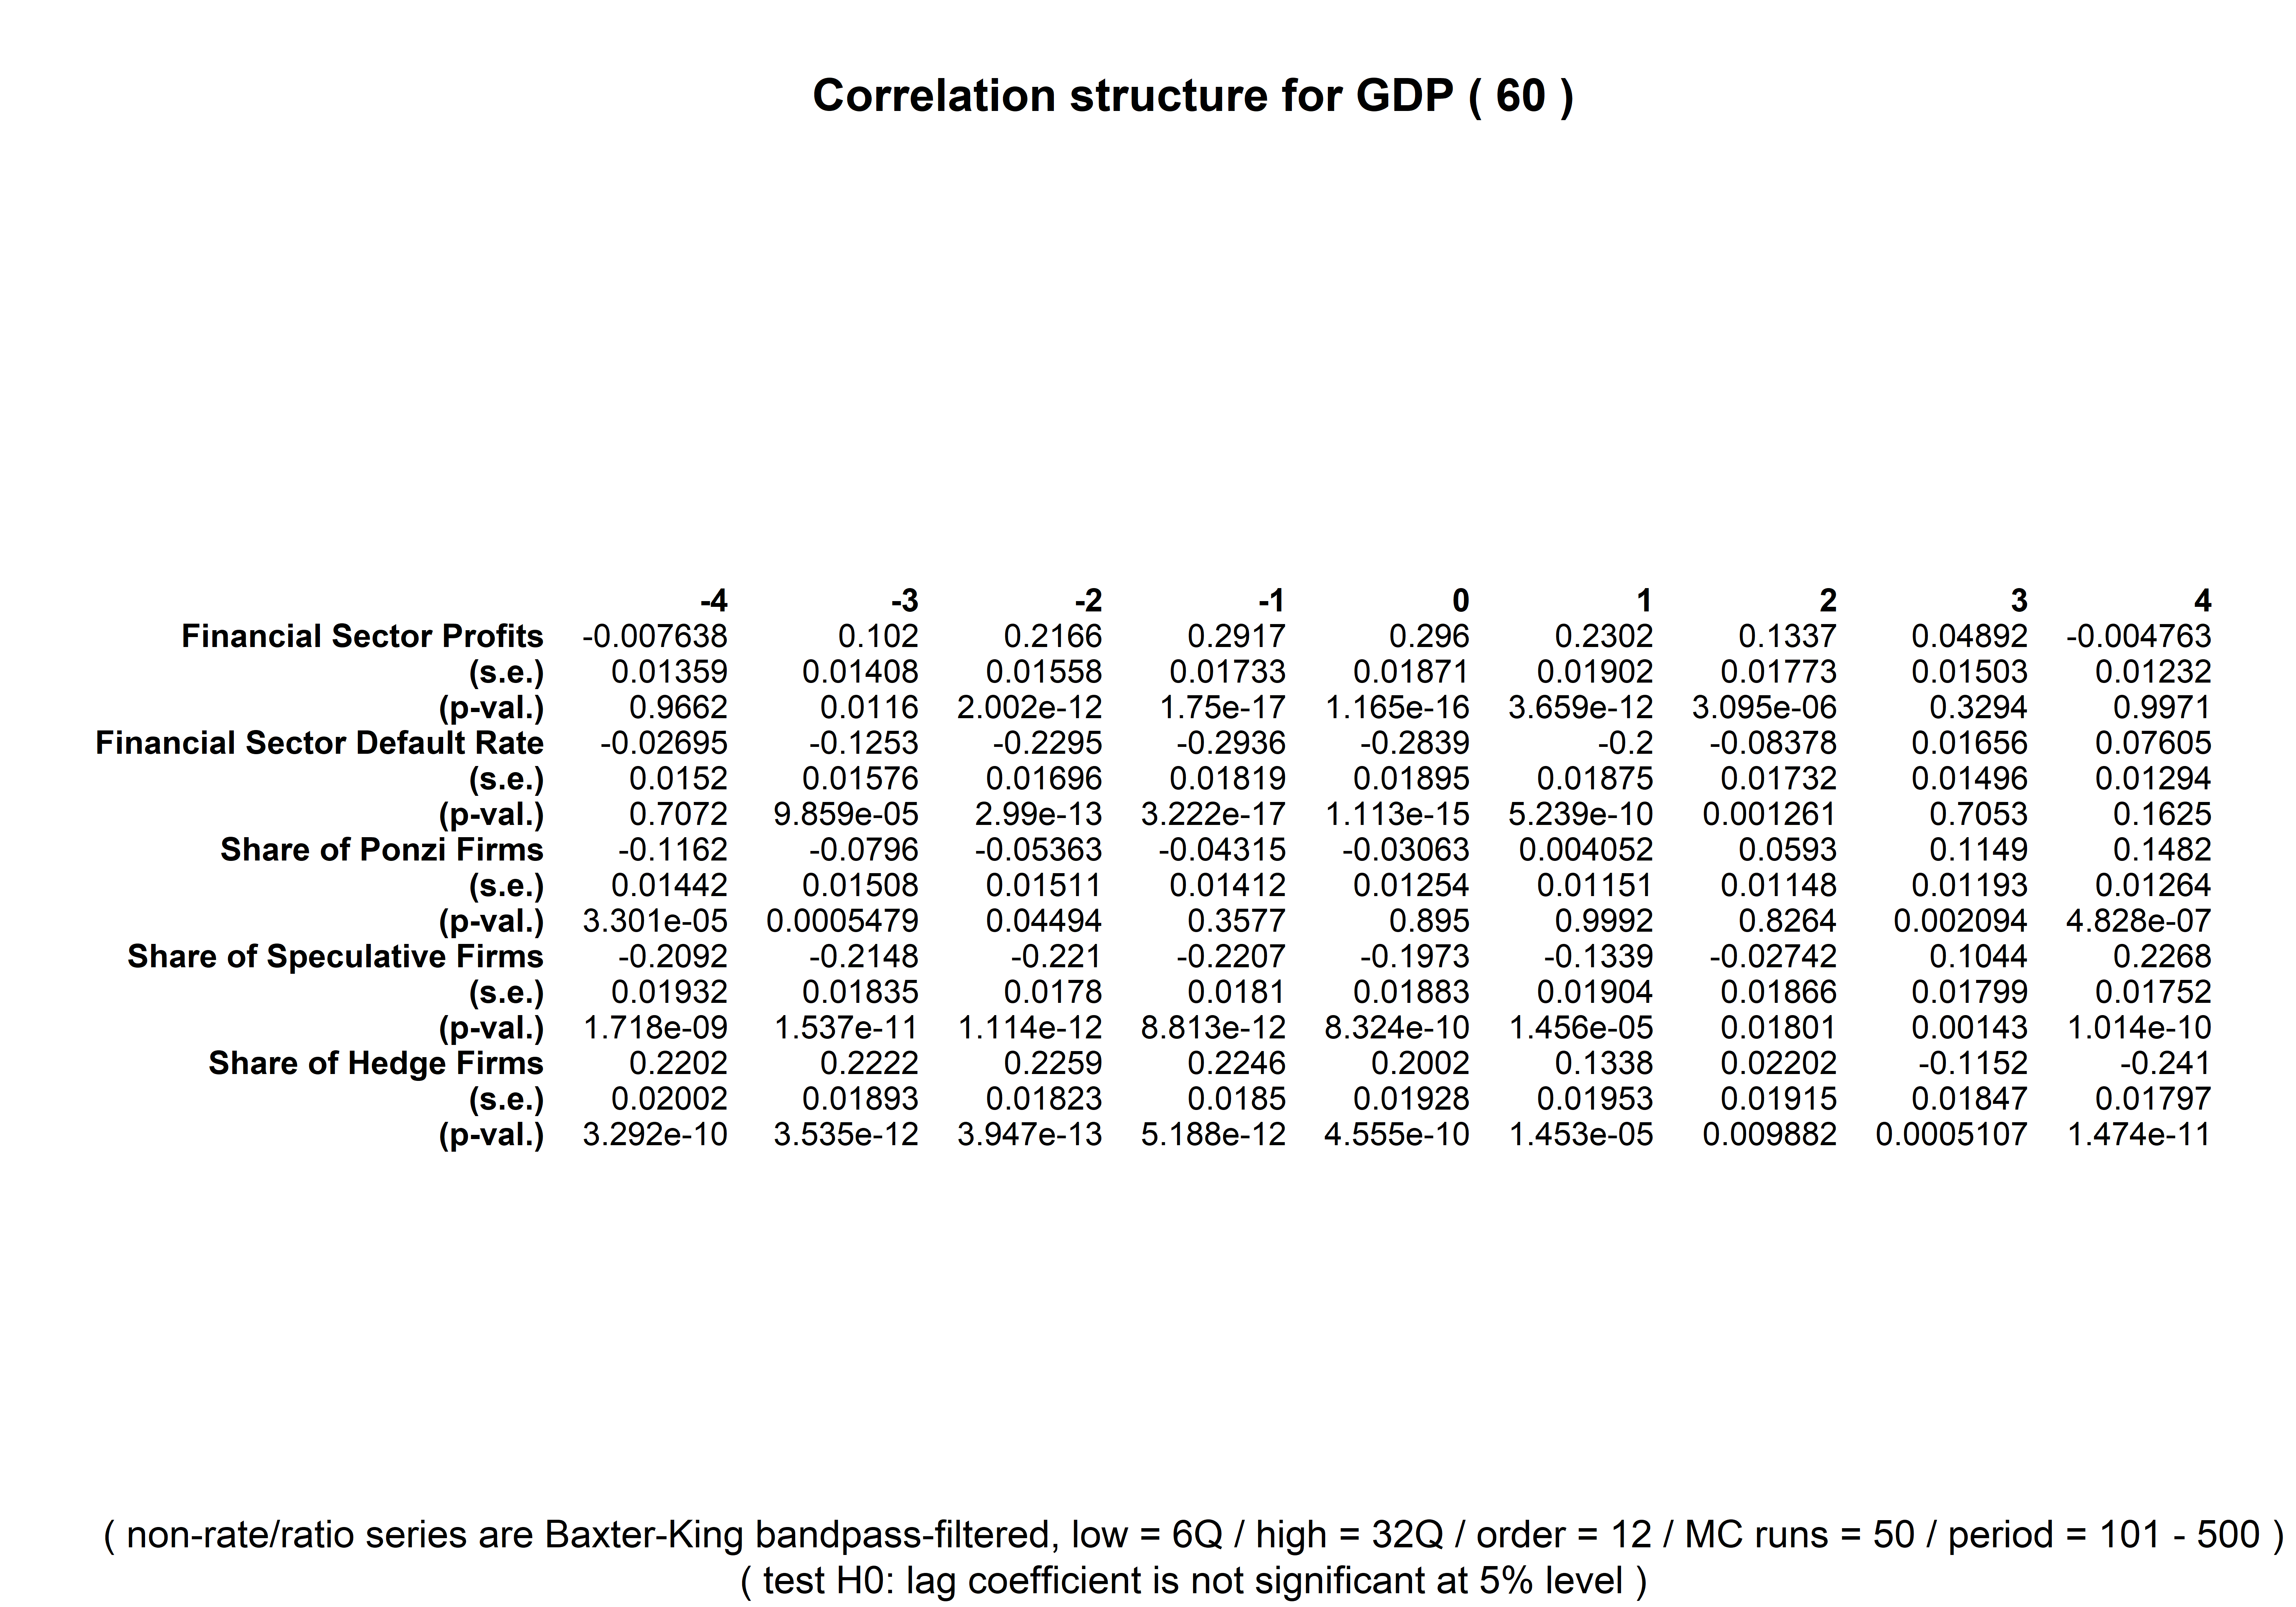 Correlation structure for GDP ( 60 )
-4 -3 -2 -1 0 1 2 3 4
Financial Sector Profits -0.007638 0.102 0.2166 0.2917 0.296 0.2302 0.1337 0.04892 -0.004763
(s.e.) 0.01359 0.01408 0.01558 0.01733 0.01871 0.01902 0.01773 0.01503 0.01232
(p-val.) 0.9662 0.0116 2.002e-12 1.75e-17 1.165e-16 3.659e-12 3.095e-06 0.3294 0.9971
Financial Sector Default Rate -0.02695 -0.1253 -0.2295 -0.2936 -0.2839 -0.2 -0.08378 0.01656 0.07605
(s.e.) 0.0152 0.01576 0.01696 0.01819 0.01895 0.01875 0.01732 0.01496 0.01294
(p-val.) 0.7072 9.859e-05 2.99e-13 3.222e-17 1.113e-15 5.239e-10 0.001261 0.7053 0.1625
Share of Ponzi Firms -0.1162 -0.0796 -0.05363 -0.04315 -0.03063 0.004052 0.0593 0.1149 0.1482
(s.e.) 0.01442 0.01508 0.01511 0.01412 0.01254 0.01151 0.01148 0.01193 0.01264
(p-val.) 3.301e-05 0.0005479 0.04494 0.3577 0.895 0.9992 0.8264 0.002094 4.828e-07
Share of Speculative Firms -0.2092 -0.2148 -0.221 -0.2207 -0.1973 -0.1339 -0.02742 0.1044 0.2268
(s.e.) 0.01932 0.01835 0.0178 0.0181 0.01883 0.01904 0.01866 0.01799 0.01752
(p-val.) 1.718e-09 1.537e-11 1.114e-12 8.813e-12 8.324e-10 1.456e-05 0.01801 0.00143 1.014e-10
Share of Hedge Firms 0.2202 0.2222 0.2259 0.2246 0.2002 0.1338 0.02202 -0.1152 -0.241
(s.e.) 0.02002 0.01893 0.01823 0.0185 0.01928 0.01953 0.01915 0.01847 0.01797
(p-val.) 3.292e-10 3.535e-12 3.947e-13 5.188e-12 4.555e-10 1.453e-05 0.009882 0.0005107 1.474e-11
( non-rate/ratio series are Baxter-King bandpass-filtered, low = 6Q / high = 32Q / order = 12 / MC runs = 50 / period = 101 - 500 )
( test H0: lag coefficient is not significant at 5% level )